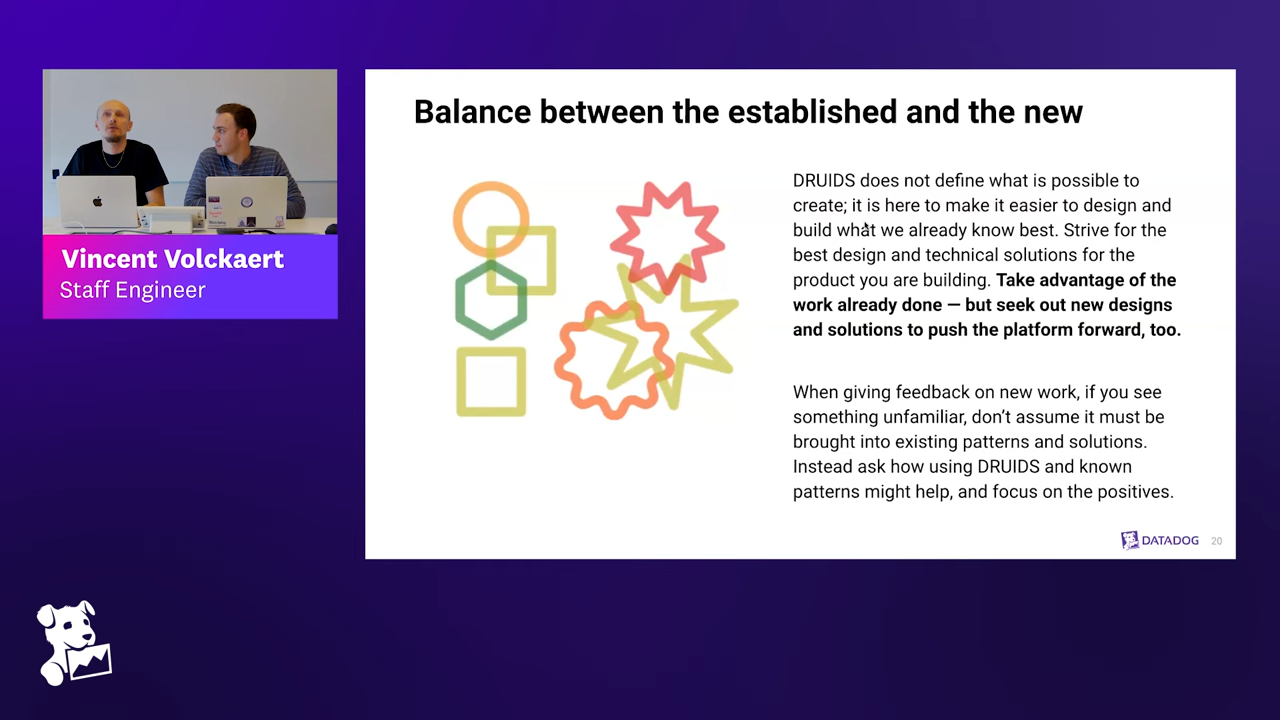 Vincent Volckaert
Staff Engineer
Balance between the established and the new
DRUIDS does not define what is possible to
create; it is here to make it easier to design and
build what we already know best. Strive for the
best design and technical solutions for the
product you are building. Take advantage of the
work already done — but seek out new designs
and solutions to push the platform forward, too.
When giving feedback on new work, if you see
something unfamiliar, don’t assume it must be
brought into existing patterns and solutions.
Instead ask how using DRUIDS and known
patterns might help, and focus on the positives.
DATADOG 20